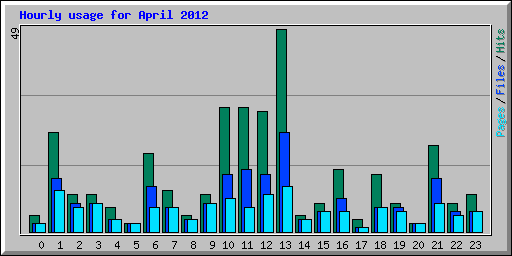 Hourly usage for April 2012
49
Pages/Files/Hits
0 1 2 3 4 5 6 7 8 9 10 11 12 13 14 15 16 17 18 19 20 21 22 23